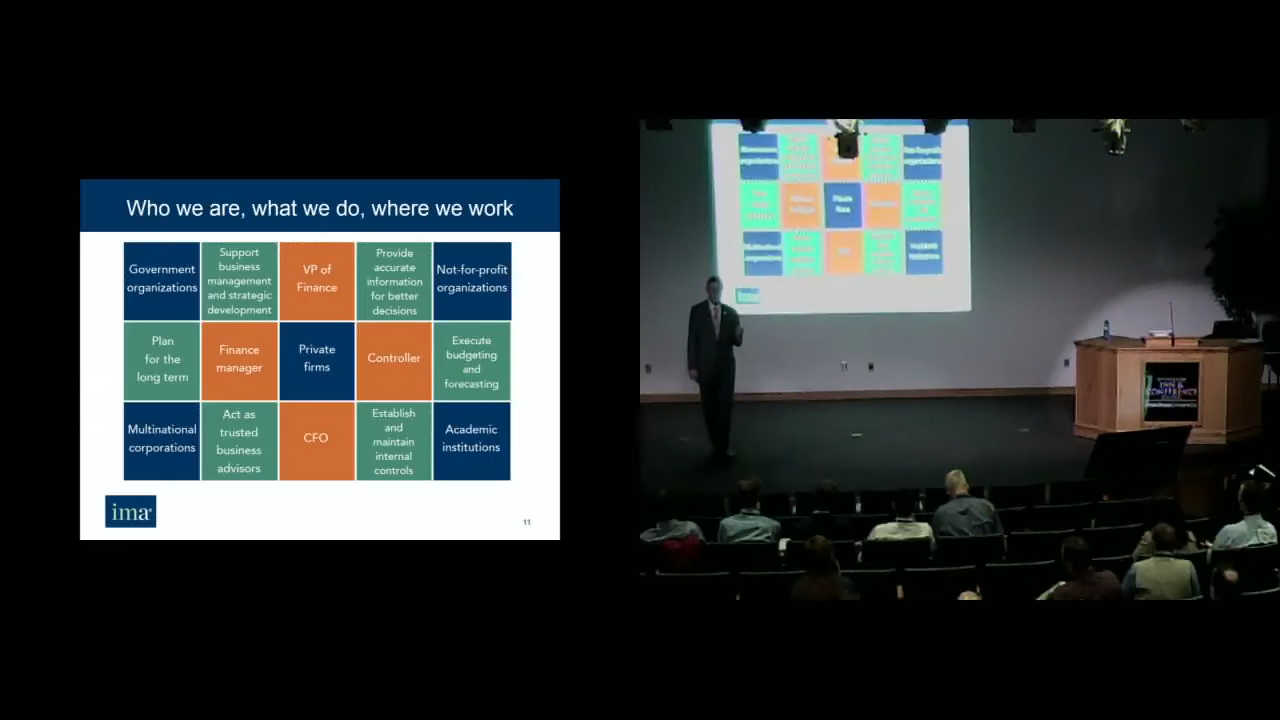 Who we are, what we do, where we work
Government
organizations
Support
business
management
and strategic
development
VP of
Finance
Provide
accurate
information
for better
decisions
Not-for-profit
organizations
Plan
for the
long term
Finance
manager
Private
firms
Controller
Execute
budgeting
and
forecasting
Multinational
corporations
Act as
trusted
business
advisors
CFO
Establish
and
maintain
internal
controls
Academic
institutions
ima
11
INN &
CONFERENCE